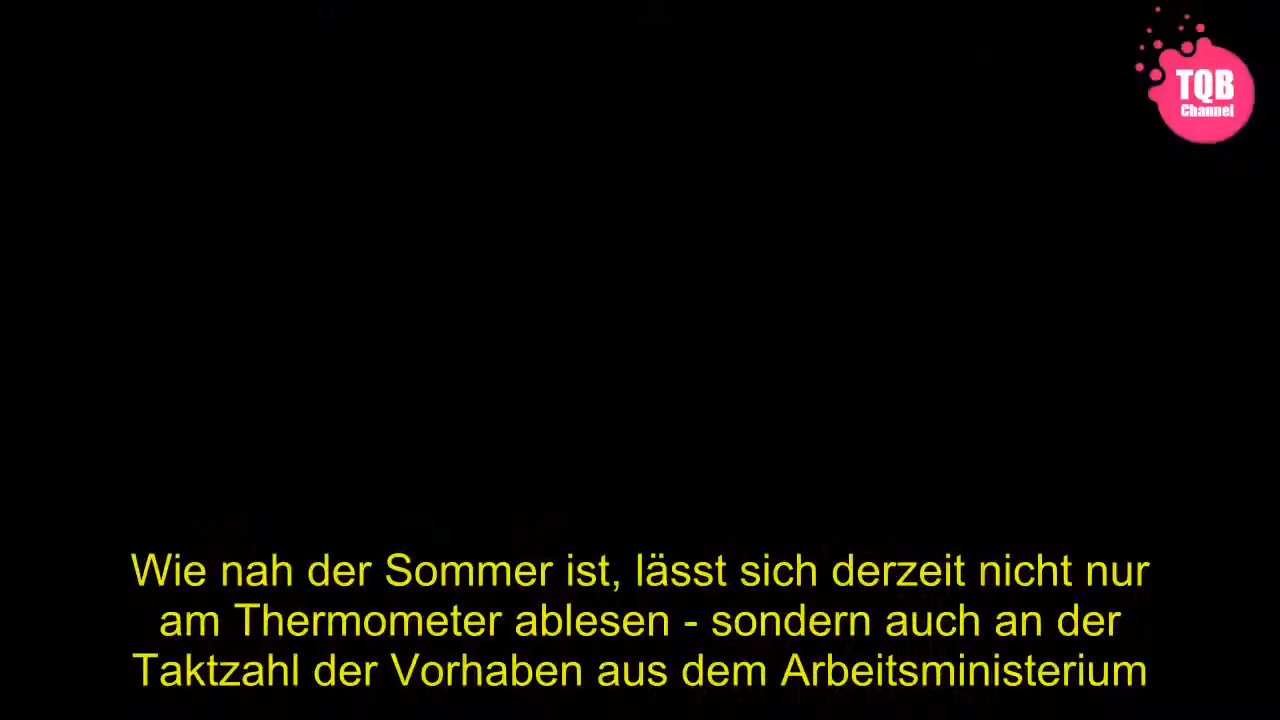 TQB
Channel
Wie nah der Sommer ist, lässt sich derzeit nicht nur
am Thermometer ablesen - sondern auch an der
Taktzahl der Vorhaben aus dem Arbeitsministerium